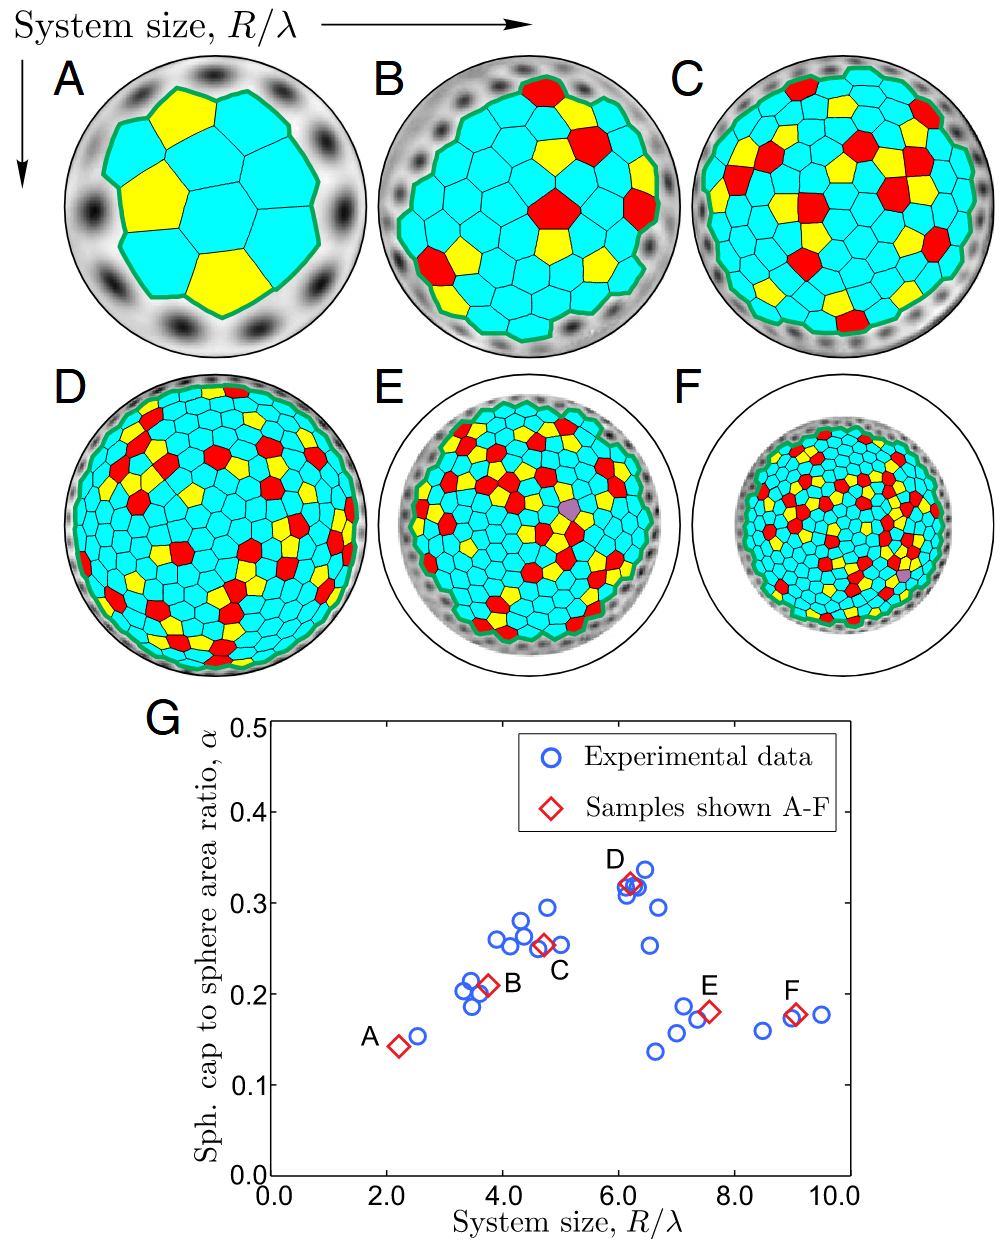 System size, R/λ
A
B
C
D
E
F
G
0.5
0.4
0.3
0.2
0.1
0.0
Sph. cap to sphere area ratio, α
Experimental data
Samples shown A-F
A
B
C
D
E
F
0.0 2.0 4.0 6.0 8.0 10.0
System size, R/λ